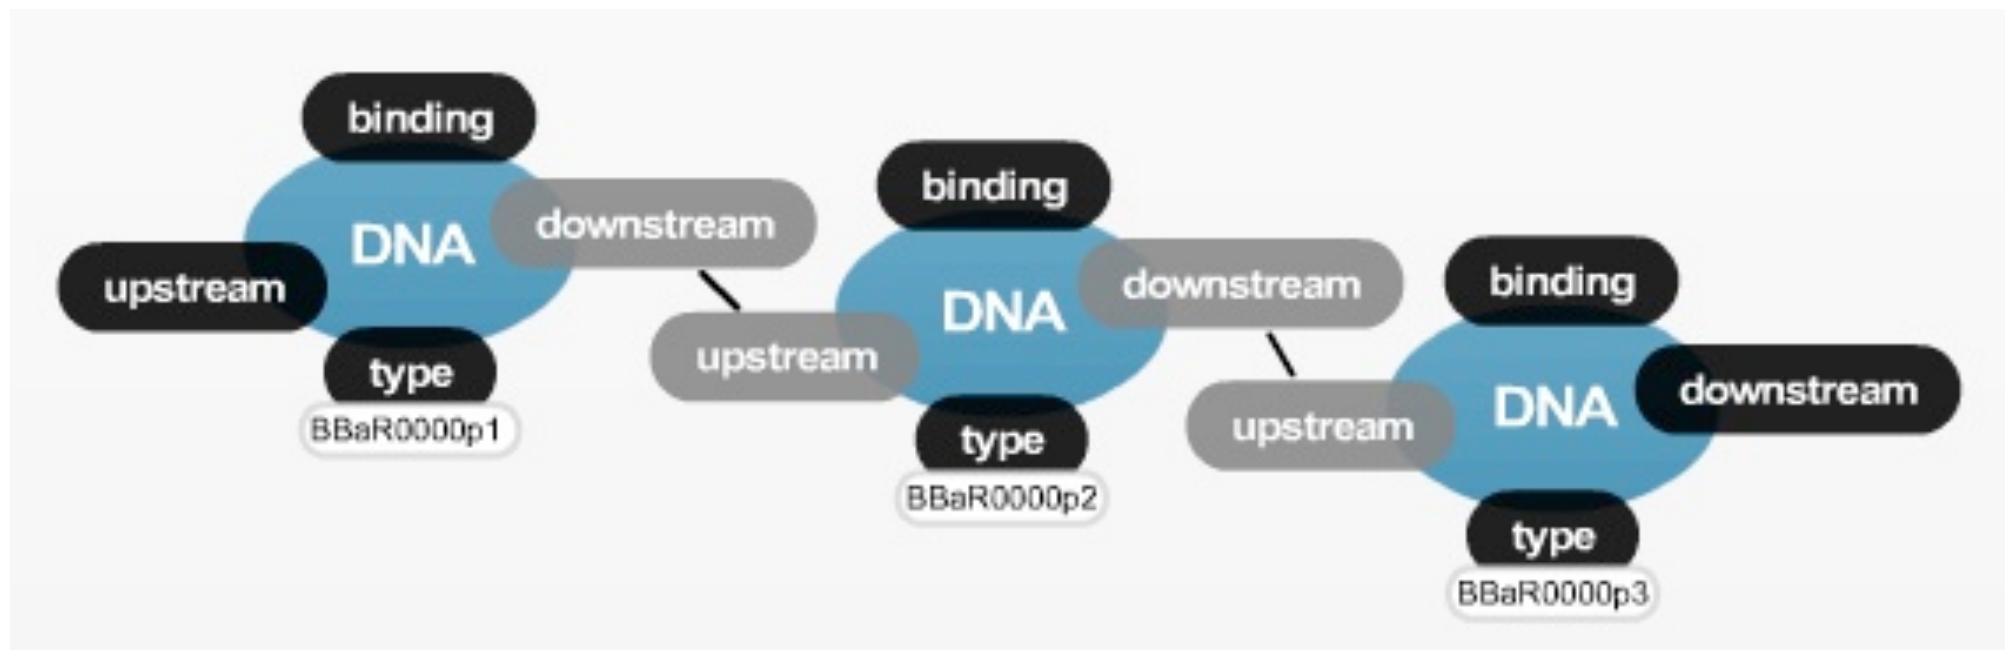 binding
DNA
downstream
upstream
type
BBaR0000p1
binding
DNA
downstream
upstream
type
BBaR0000p2
binding
DNA
downstream
upstream
type
BBaR0000p3